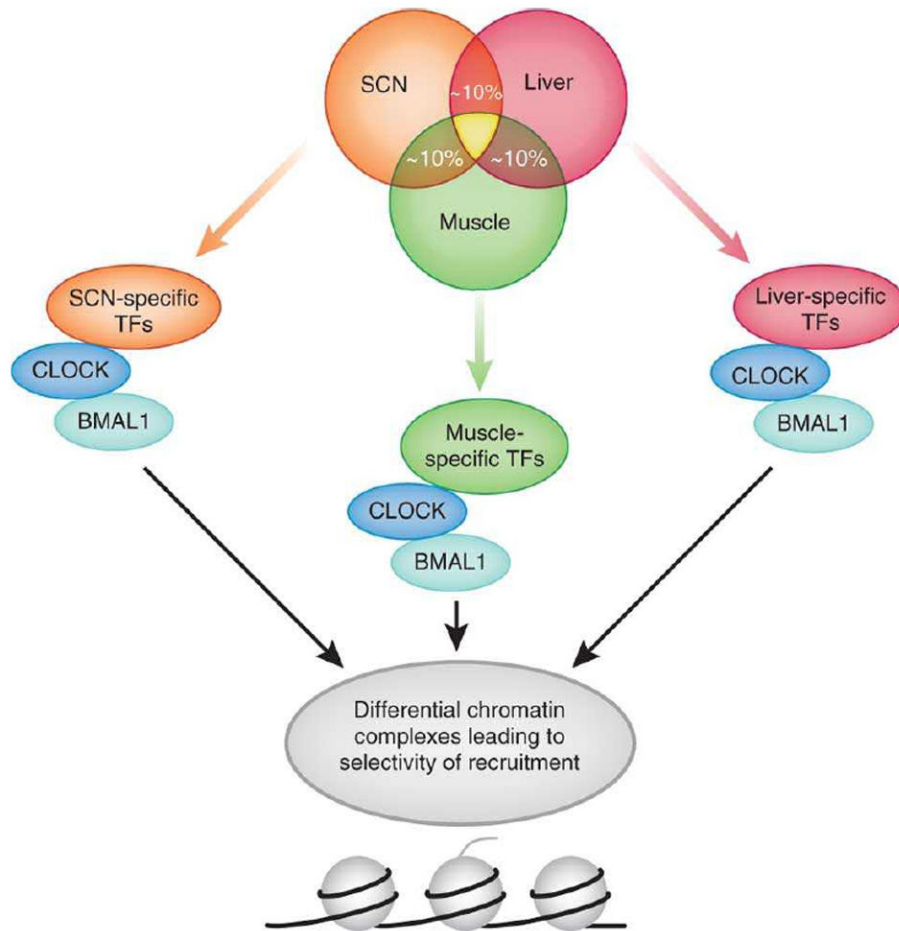 SCN
Liver
~10%
~10%
~10%
Muscle
SCN-specific
TFs
CLOCK
BMAL1
Liver-specific
TFs
CLOCK
BMAL1
Muscle-
specific TFs
CLOCK
BMAL1
Differential chromatin
complexes leading to
selectivity of recruitment